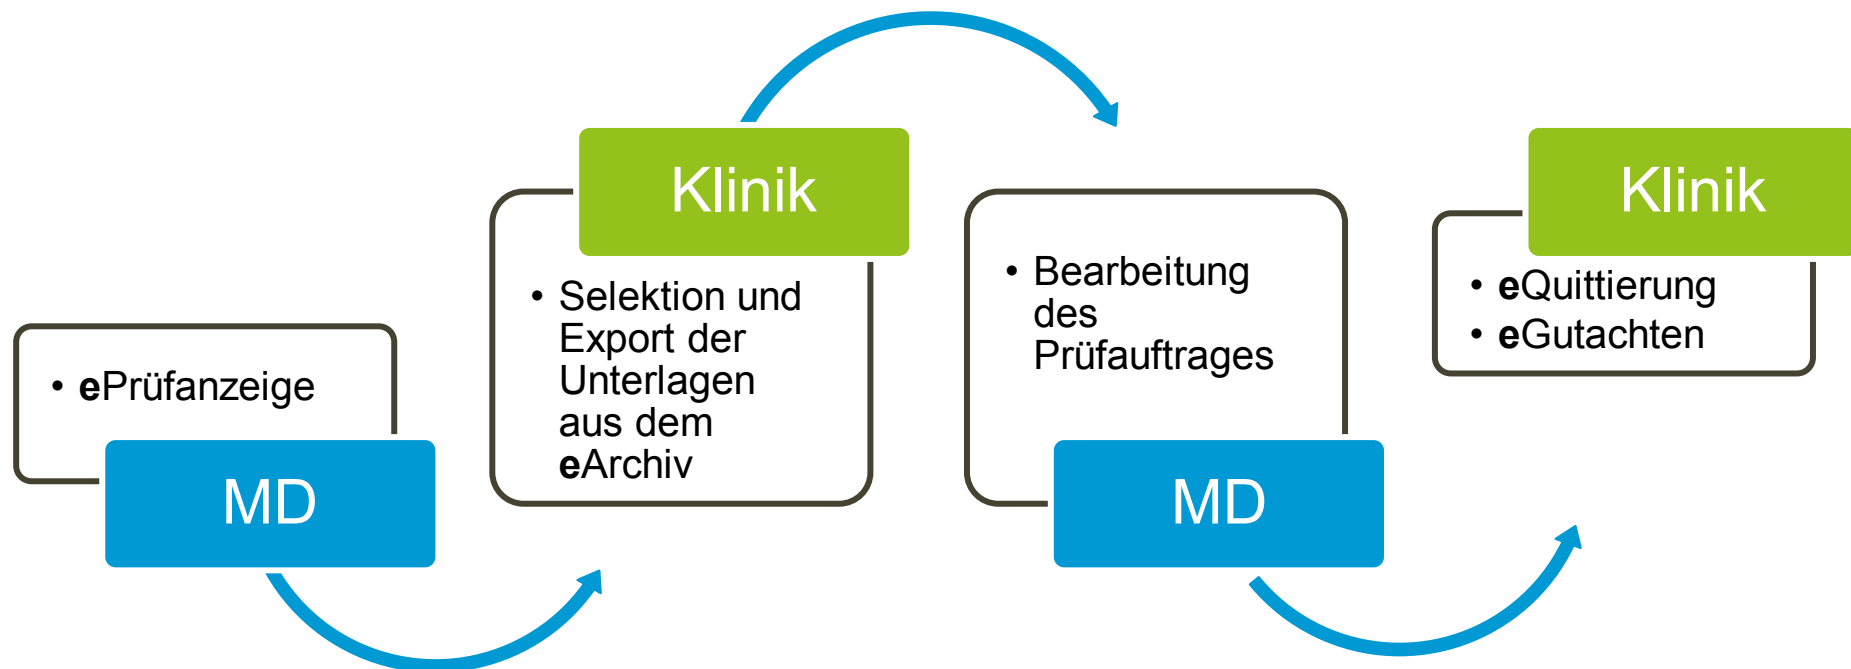 • ePrüfanzeige
MD
Klinik
• Selektion und
Export der
Unterlagen
aus dem
eArchiv
• Bearbeitung
des
Prüfauftrages
MD
Klinik
• eQuittierung
• eGutachten